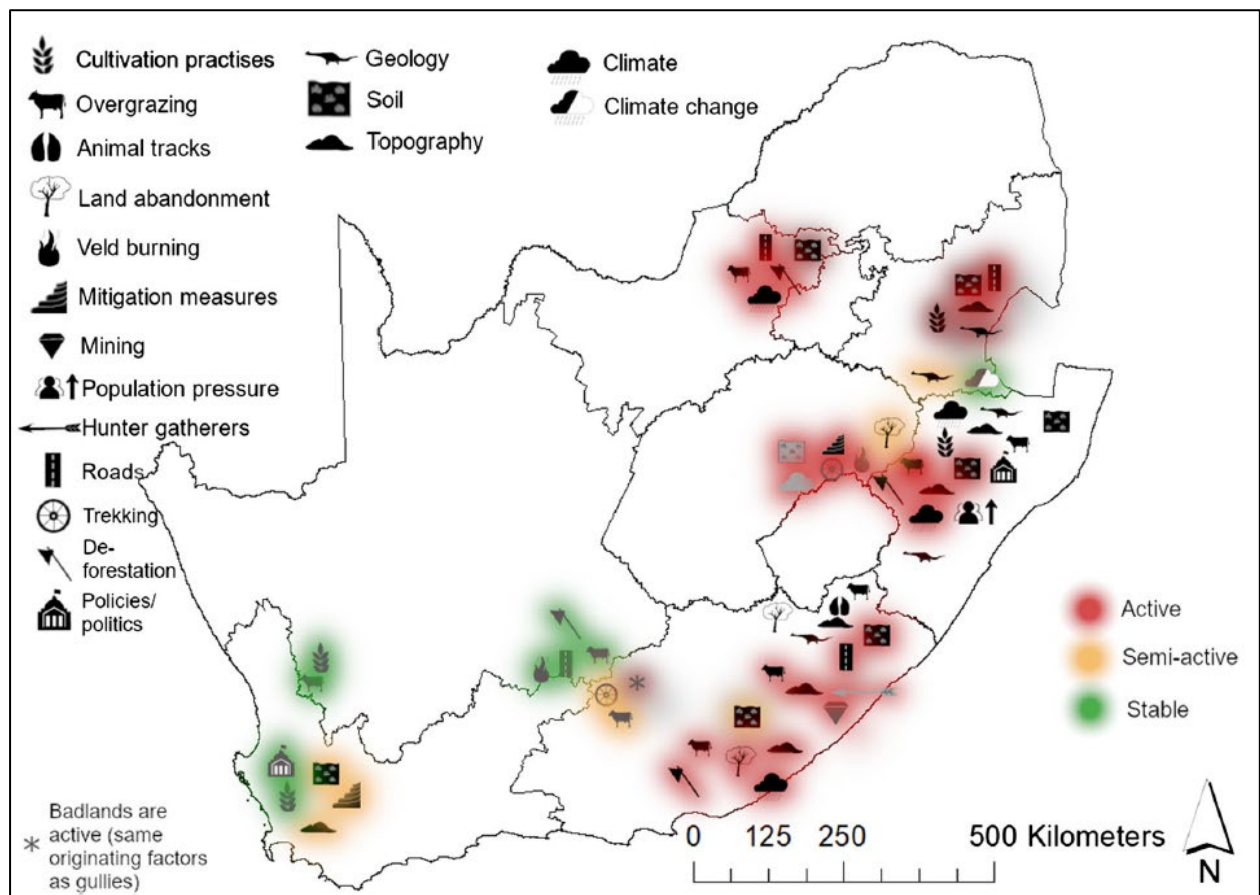 Cultivation practises
Overgrazing
Animal tracks
Land abandonment
Veld burning
Mitigation measures
Mining
Population pressure
Hunter gatherers
Roads
Trekking
De-
forestation
Policies/
politics
Geology
Soil
Topography
Climate
Climate change
Active
Semi-active
Stable
Badlands are
active (same
* originating factors
as gullies)
0 125 250 500 Kilometers
N